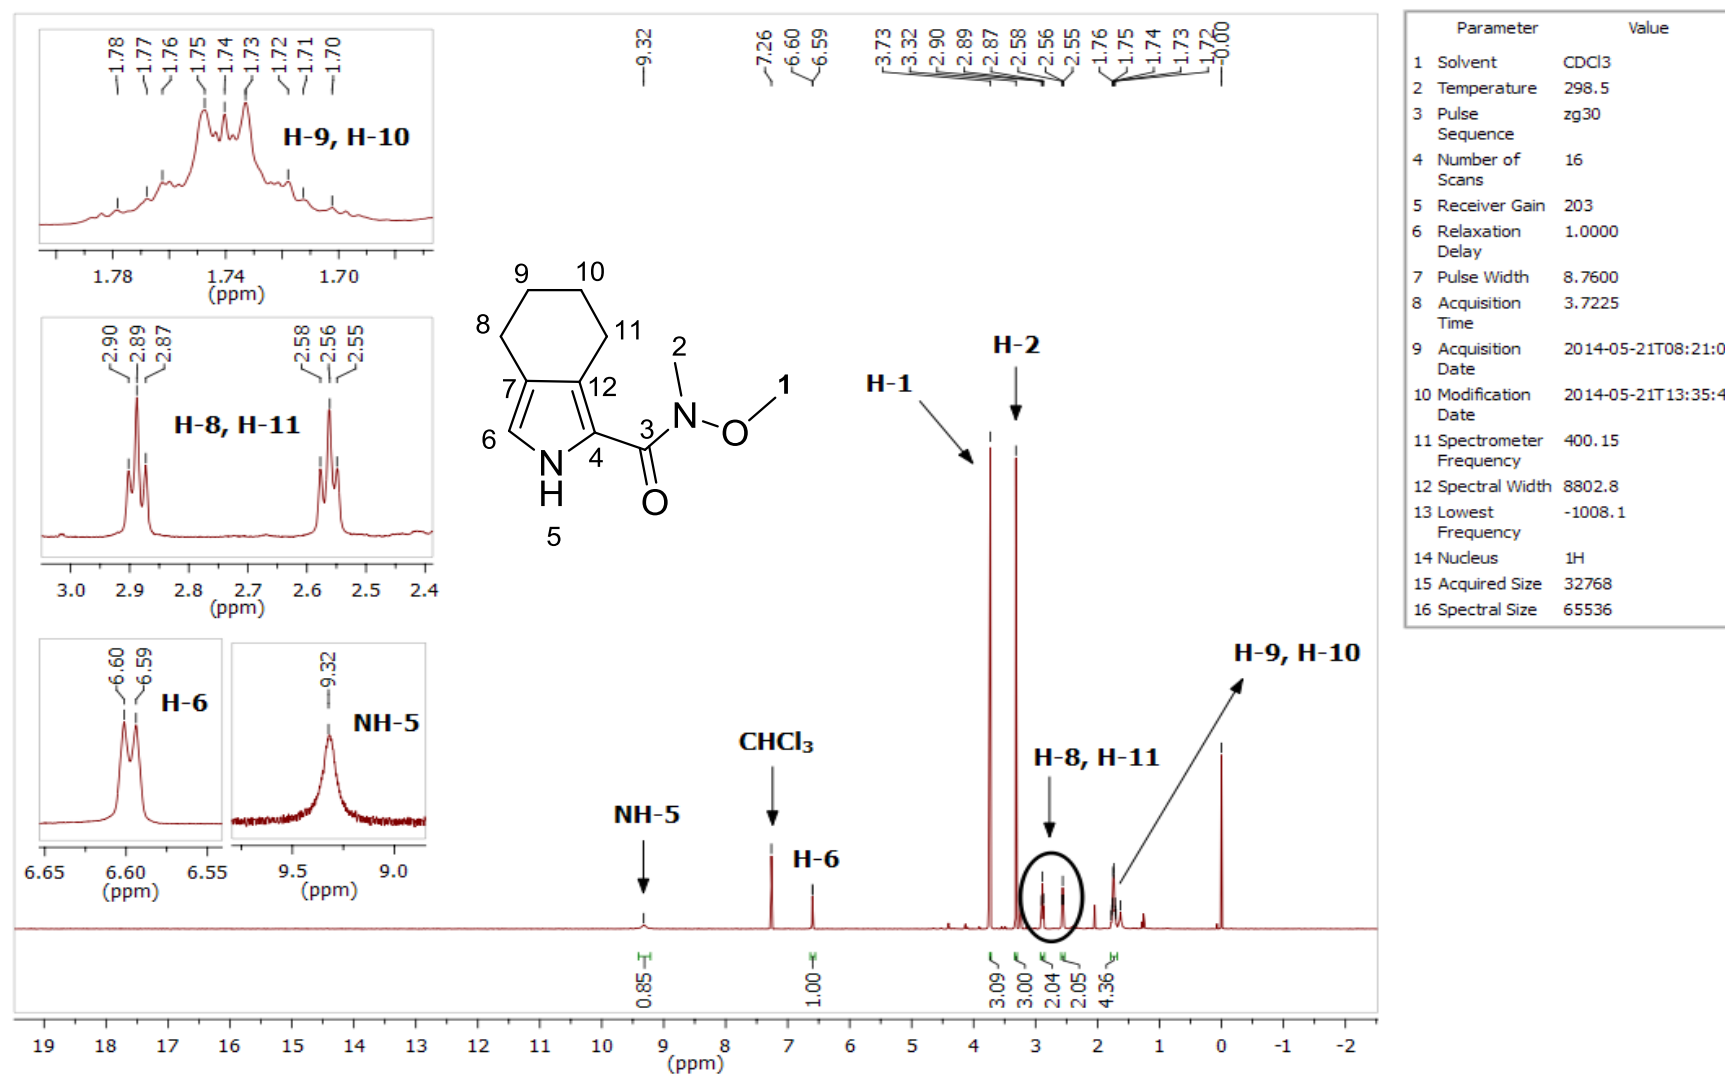 1.78 1.77 1.76 1.75 1.74 1.73 1.72 1.71 1.70
H-9, H-10
1.78 1.74 1.70
(ppm)
2.90 2.89 2.87 2.58 2.56 2.55
H-8, H-11
3.0 2.9 2.8 2.7 2.6 2.5 2.4
(ppm)
6.60 6.59
H-6
6.65 6.60 6.55
(ppm)
9.32
NH-5
9.5 9.0
(ppm)
9.32 7.26 6.60 6.59 3.73 3.32 2.90 2.89 2.87 2.58 2.56 2.55 1.76 1.75 1.74 1.73 1.72 -0.00
9 10
8 11 2
7 12 1
N O
6 3
N 4
H O
5
H-1
H-2
H-9, H-10
CHCl₃
H-8, H-11
NH-5
H-6
0.85 1.00 3.09 3.00 2.04 2.05 4.36
19 18 17 16 15 14 13 12 11 10 9 8 7 6 5 4 3 2 1 0 -1 -2
(ppm)
Parameter Value
1 Solvent CDCl3
2 Temperature 298.5
3 Pulse zg30
Sequence
4 Number of 16
Scans
5 Receiver Gain 203
6 Relaxation 1.0000
Delay
7 Pulse Width 8.7600
8 Acquisition 3.7225
Time
9 Acquisition 2014-05-21T08:21:0
Date
10 Modification 2014-05-21T13:35:4
Date
11 Spectrometer 400.15
Frequency
12 Spectral Width 8802.8
13 Lowest -1008.1
Frequency
14 Nucleus 1H
15 Acquired Size 32768
16 Spectral Size 65536